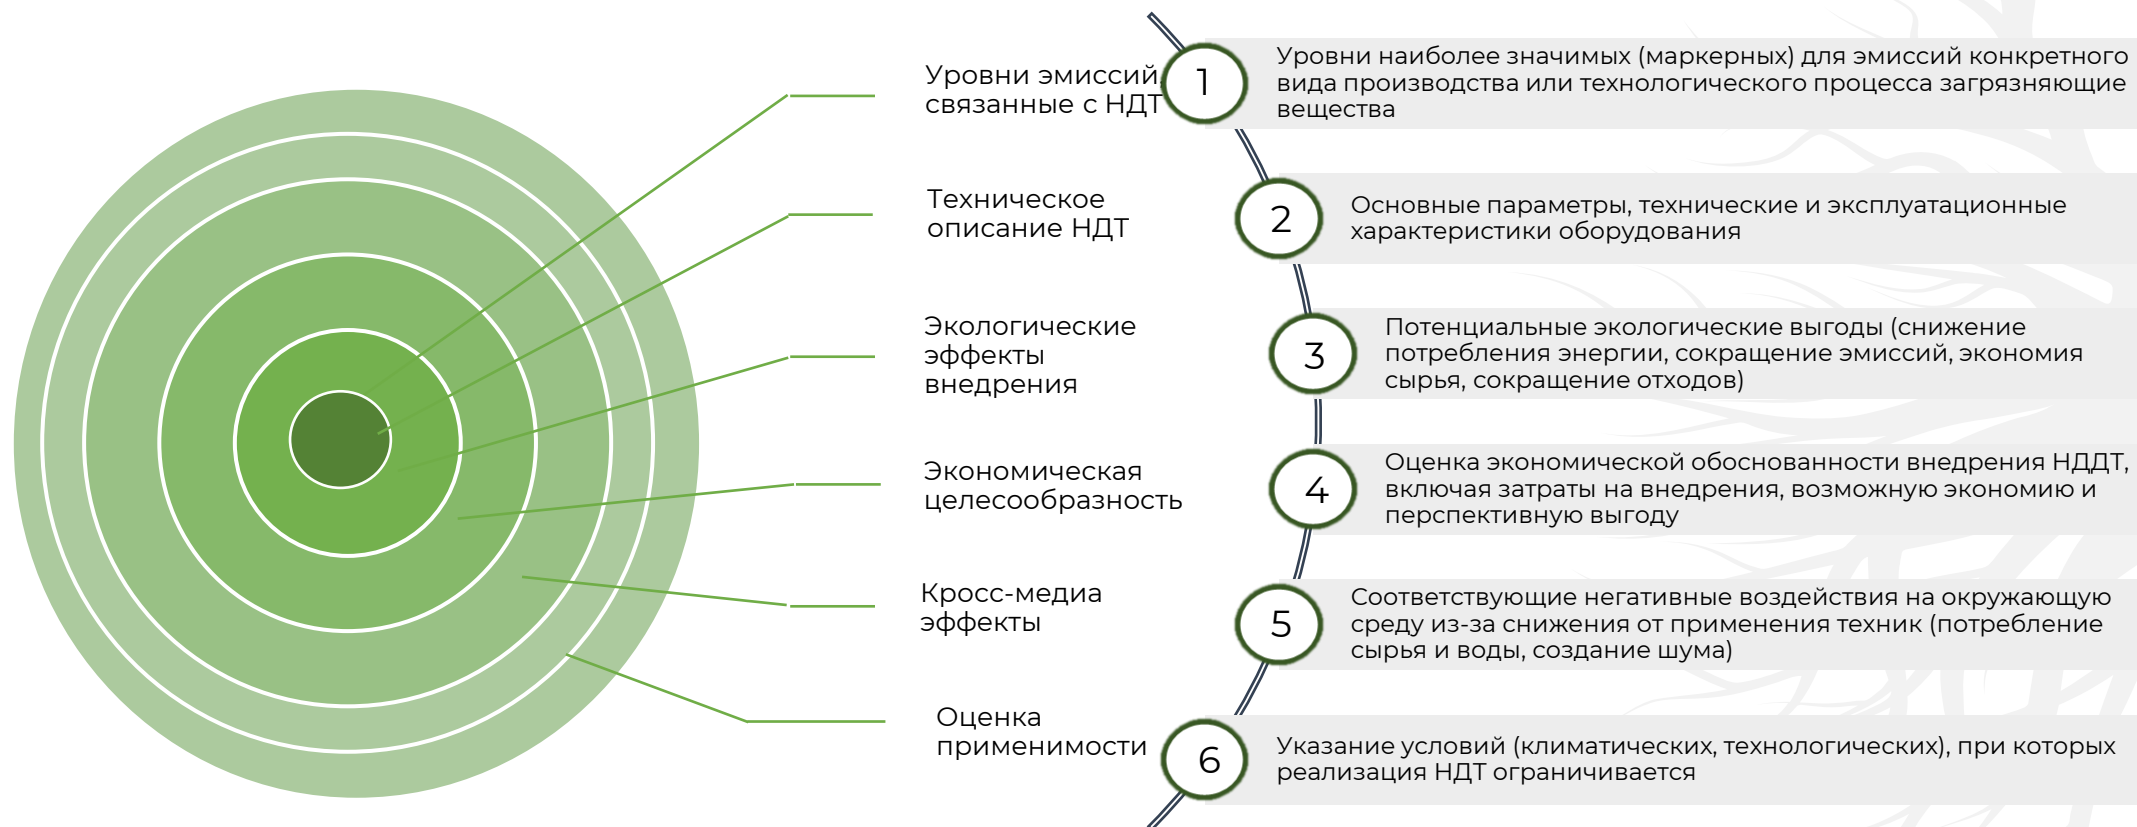 Уровни эмиссий,
связанные с НДТ
1
Уровни наиболее значимых (маркерных) для эмиссий конкретного
вида производства или технологического процесса загрязняющие
вещества
Техническое
описание НДТ
2
Основные параметры, технические и эксплуатационные
характеристики оборудования
Экологические
эффекты
внедрения
3
Потенциальные экологические выгоды (снижение
потребления энергии, сокращение эмиссий, экономия
сырья, сокращение отходов)
Экономическая
целесообразность
4
Оценка экономической обоснованности внедрения НДДТ,
включая затраты на внедрения, возможную экономию и
перспективную выгоду
Кросс-медиа
эффекты
5
Соответствующие негативные воздействия на окружающую
среду из-за снижения от применения техник (потребление
сырья и воды, создание шума)
Оценка
применимости
6
Указание условий (климатических, технологических), при которых
реализация НДТ ограничивается